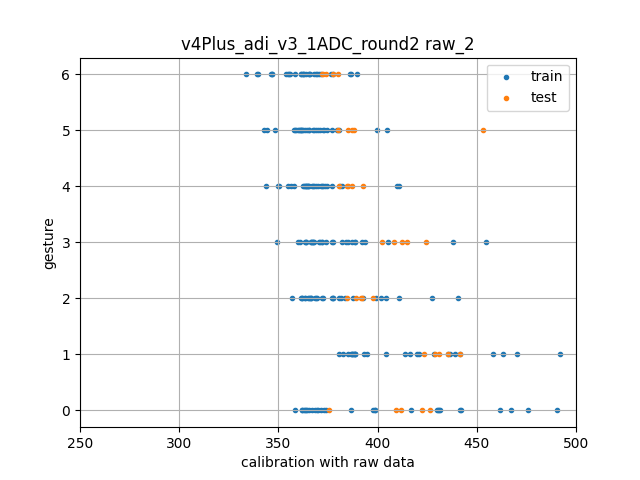 v4Plus_adi_v3_1ADC_round2 raw_2
train
test
gesture
6
5
4
3
2
1
0
250 300 350 400 450 500
calibration with raw data